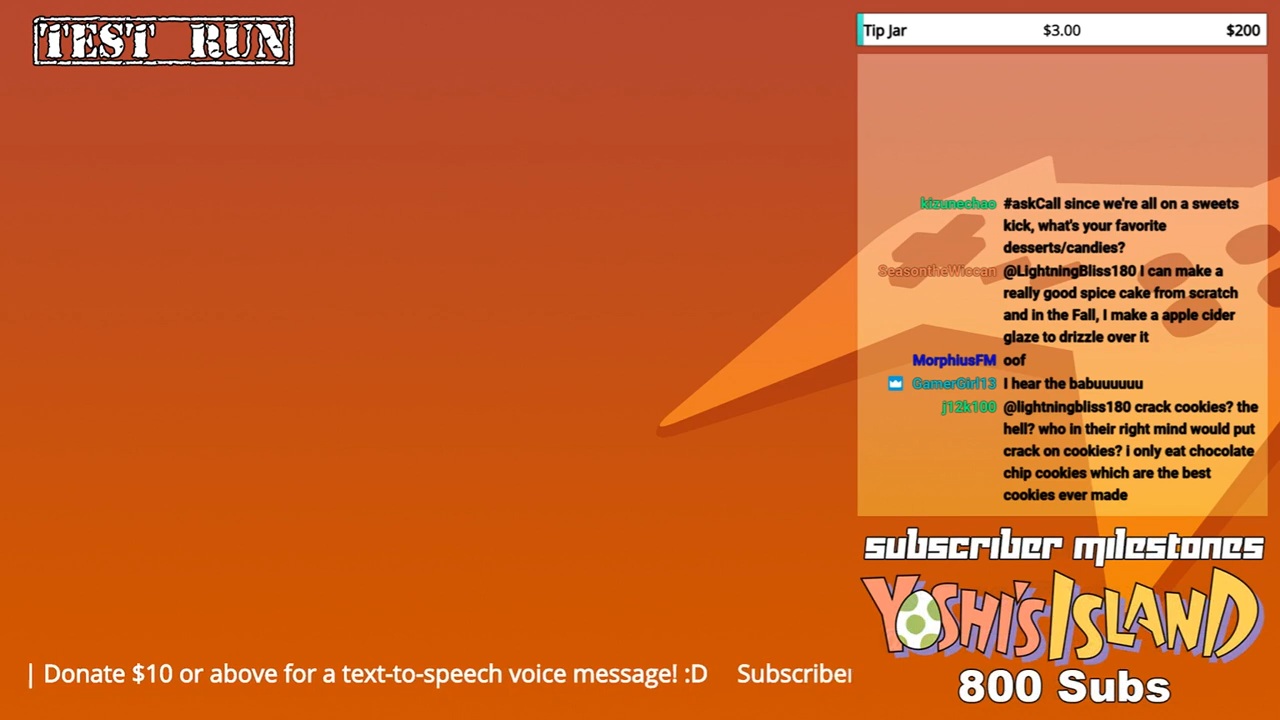 TEST RUN
Tip Jar $3.00 $200
kizunechao #askCall since we're all on a sweets
kick, what's your favorite
desserts/candies?
SeasontheWiccan @LightningBliss180 I can make a
really good spice cake from scratch
and in the Fall, I make a apple cider
glaze to drizzle over it
MorphiusFM oof
GamerGirl13 I hear the babuuuuuu
j12k100 @lightningbliss180 crack cookies? the
hell? who in their right mind would put
crack on cookies? i only eat chocolate
chip cookies which are the best
cookies ever made
subscriber milestones
YOSHI'S ISLAND
800 Subs
| Donate $10 or above for a text-to-speech voice message! :D Subscriber